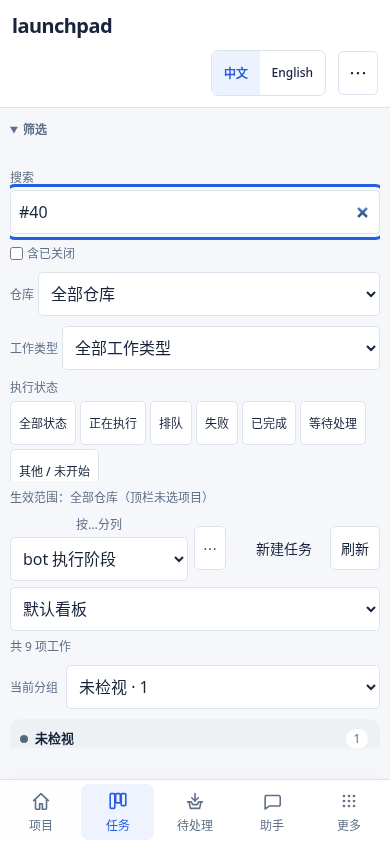 launchpad
中文 English ...
▼ 筛选
搜索
#40
含已关闭
仓库 全部仓库
工作类型 全部工作类型
执行状态
全部状态 正在执行 排队 失败 已完成 等待处理
其他 / 未开始
生效范围：全部仓库（顶栏未选项目）
按...分列
bot 执行阶段 ... 新建任务 刷新
默认看板
共 9 项工作
当前分组 未检视 · 1
未检视 1
项目 任务 待处理 助手 更多